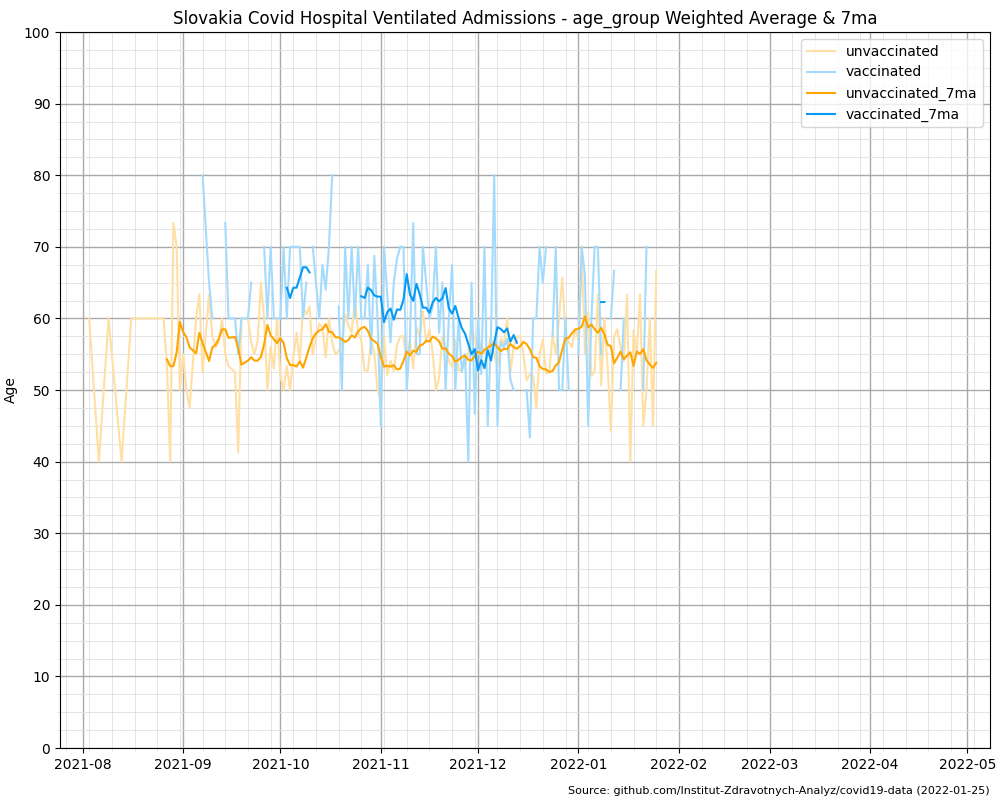 Slovakia Covid Hospital Ventilated Admissions - age_group Weighted Average & 7ma
100
90
80
70
60
50
40
30
20
10
0
Age
unvaccinated
vaccinated
unvaccinated_7ma
vaccinated_7ma
2021-08 2021-09 2021-10 2021-11 2021-12 2022-01 2022-02 2022-03 2022-04 2022-05
Source: github.com/Institut-Zdravotnych-Analyz/covid19-data (2022-01-25)